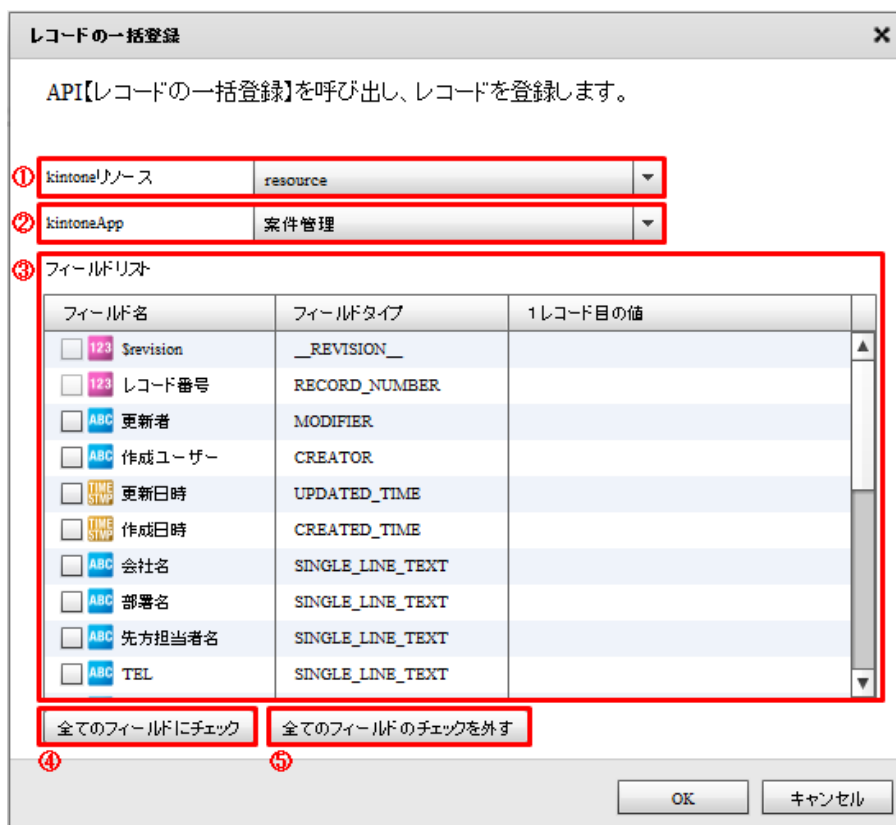 レコードの一括登録
API【レコードの一括登録】を呼び出し、レコードを登録します。
① kintoneリソース resource
② kintoneApp 案件管理
③ フィールドリスト
フィールド名 フィールドタイプ 1レコード目の値
123 $revision __REVISION__
123 レコード番号 RECORD_NUMBER
ABC 更新者 MODIFIER
ABC 作成ユーザー CREATOR
TIME STMP 更新日時 UPDATED_TIME
TIME STMP 作成日時 CREATED_TIME
ABC 会社名 SINGLE_LINE_TEXT
ABC 部署名 SINGLE_LINE_TEXT
ABC 先方担当者名 SINGLE_LINE_TEXT
ABC TEL SINGLE_LINE_TEXT
全てのフィールドにチェック 全てのフィールドのチェックを外す
④ ⑤
OK キャンセル